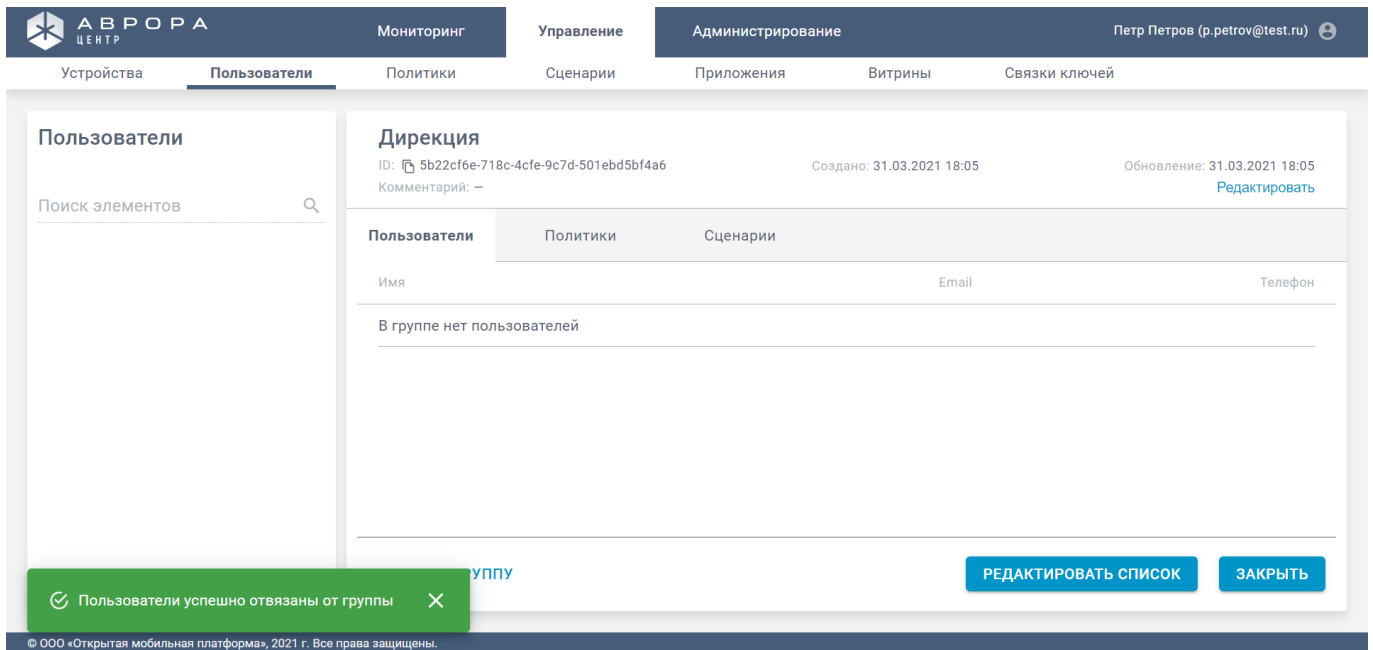 АВРОРА
ЦЕНТР
Мониторинг Управление Администрирование Петр Петров (p.petrov@test.ru)
Устройства Пользователи Политики Сценарии Приложения Витрины Связки ключей
Пользователи
Поиск элементов
Дирекция
ID: 5b22cf6e-718c-4cfe-9c7d-501ebd5bf4a6 Создано: 31.03.2021 18:05 Обновление: 31.03.2021 18:05
Комментарий: — Редактировать
Пользователи Политики Сценарии
Имя Email Телефон
В группе нет пользователей
РЕДАКТИРОВАТЬ СПИСОК ЗАКРЫТЬ
Пользователи успешно отвязаны от группы
© ООО «Открытая мобильная платформа», 2021 г. Все права защищены.